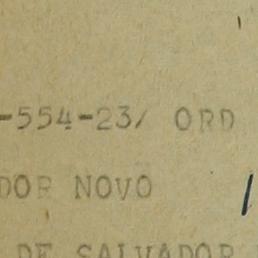 -554-23/ ORD
DOR NOVO
DE SALVADOR